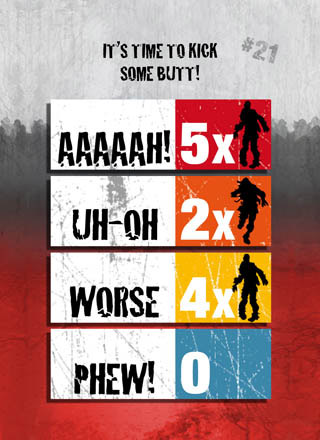 IT'S TIME TO KICK
SOME BUTT!
#21
AAAAAH! 5x
UH-OH 2x
WORSE 4x
PHEW! 0